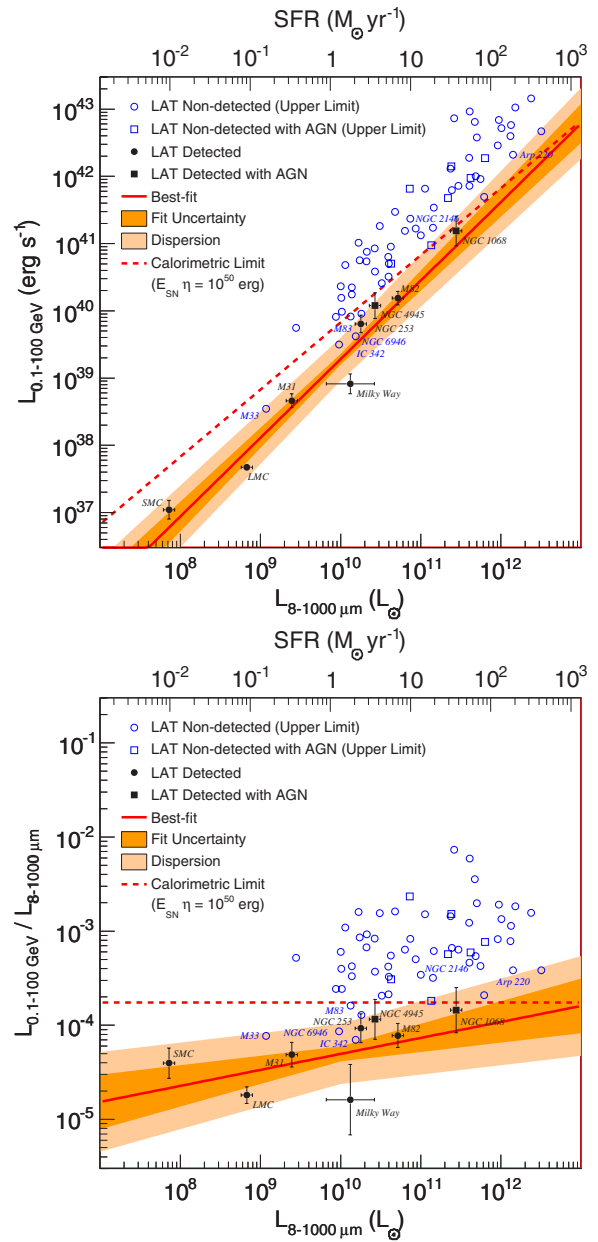 SFR (M⊙ yr⁻¹)
10⁻² 10⁻¹ 1 10 10² 10³
10⁴³
LAT Non-detected (Upper Limit)
LAT Non-detected with AGN (Upper Limit)
LAT Detected
LAT Detected with AGN
Best-fit
Fit Uncertainty
Dispersion
Calorimetric Limit
(E_SN η = 10⁵⁰ erg)
Arp 220
10⁴²
NGC 2146
10⁴¹
NGC 1068
M82
10⁴⁰
NGC 4945
M83
NGC 253
NGC 6946
IC 342
10³⁹
M31
Milky Way
M33
10³⁸
LMC
SMC
10³⁷
L₀.₁₋₁₀₀ GeV (erg s⁻¹)
10⁸ 10⁹ 10¹⁰ 10¹¹ 10¹²
L₈₋₁₀₀₀ μm (L⊙)
SFR (M⊙ yr⁻¹)
10⁻² 10⁻¹ 1 10 10² 10³
LAT Non-detected (Upper Limit)
10⁻¹
LAT Non-detected with AGN (Upper Limit)
LAT Detected
LAT Detected with AGN
Best-fit
10⁻²
Fit Uncertainty
Dispersion
Calorimetric Limit
(E_SN η = 10⁵⁰ erg)
10⁻³
NGC 2146
Arp 220
M83
NGC 4945
NGC 1068
NGC 253
10⁻⁴
M33
NGC 6946
M82
IC 342
SMC
M31
LMC
Milky Way
10⁻⁵
L₀.₁₋₁₀₀ GeV / L₈₋₁₀₀₀ μm
10⁸ 10⁹ 10¹⁰ 10¹¹ 10¹²
L₈₋₁₀₀₀ μm (L⊙)